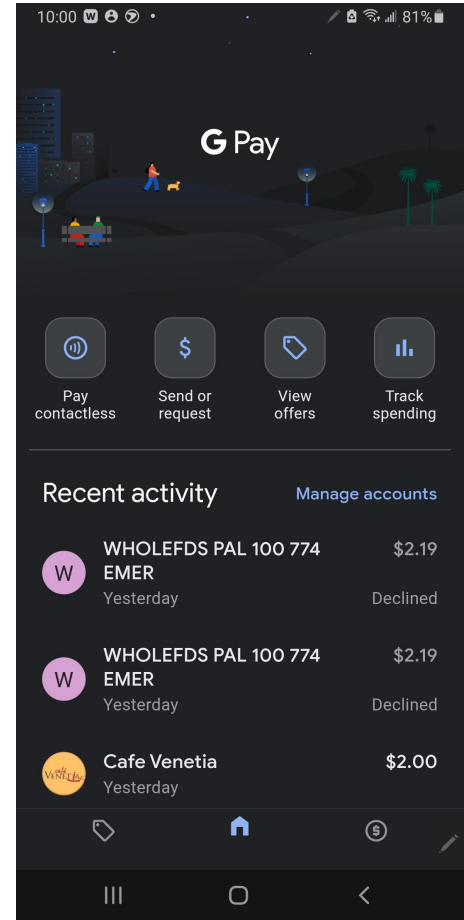 10:00 W 81%
G Pay
Pay contactless
Send or request
View offers
Track spending
Recent activity Manage accounts
WHOLEFDS PAL 100 774 $2.19
W EMER
Yesterday Declined
WHOLEFDS PAL 100 774 $2.19
W EMER
Yesterday Declined
Cafe Venetia $2.00
Yesterday